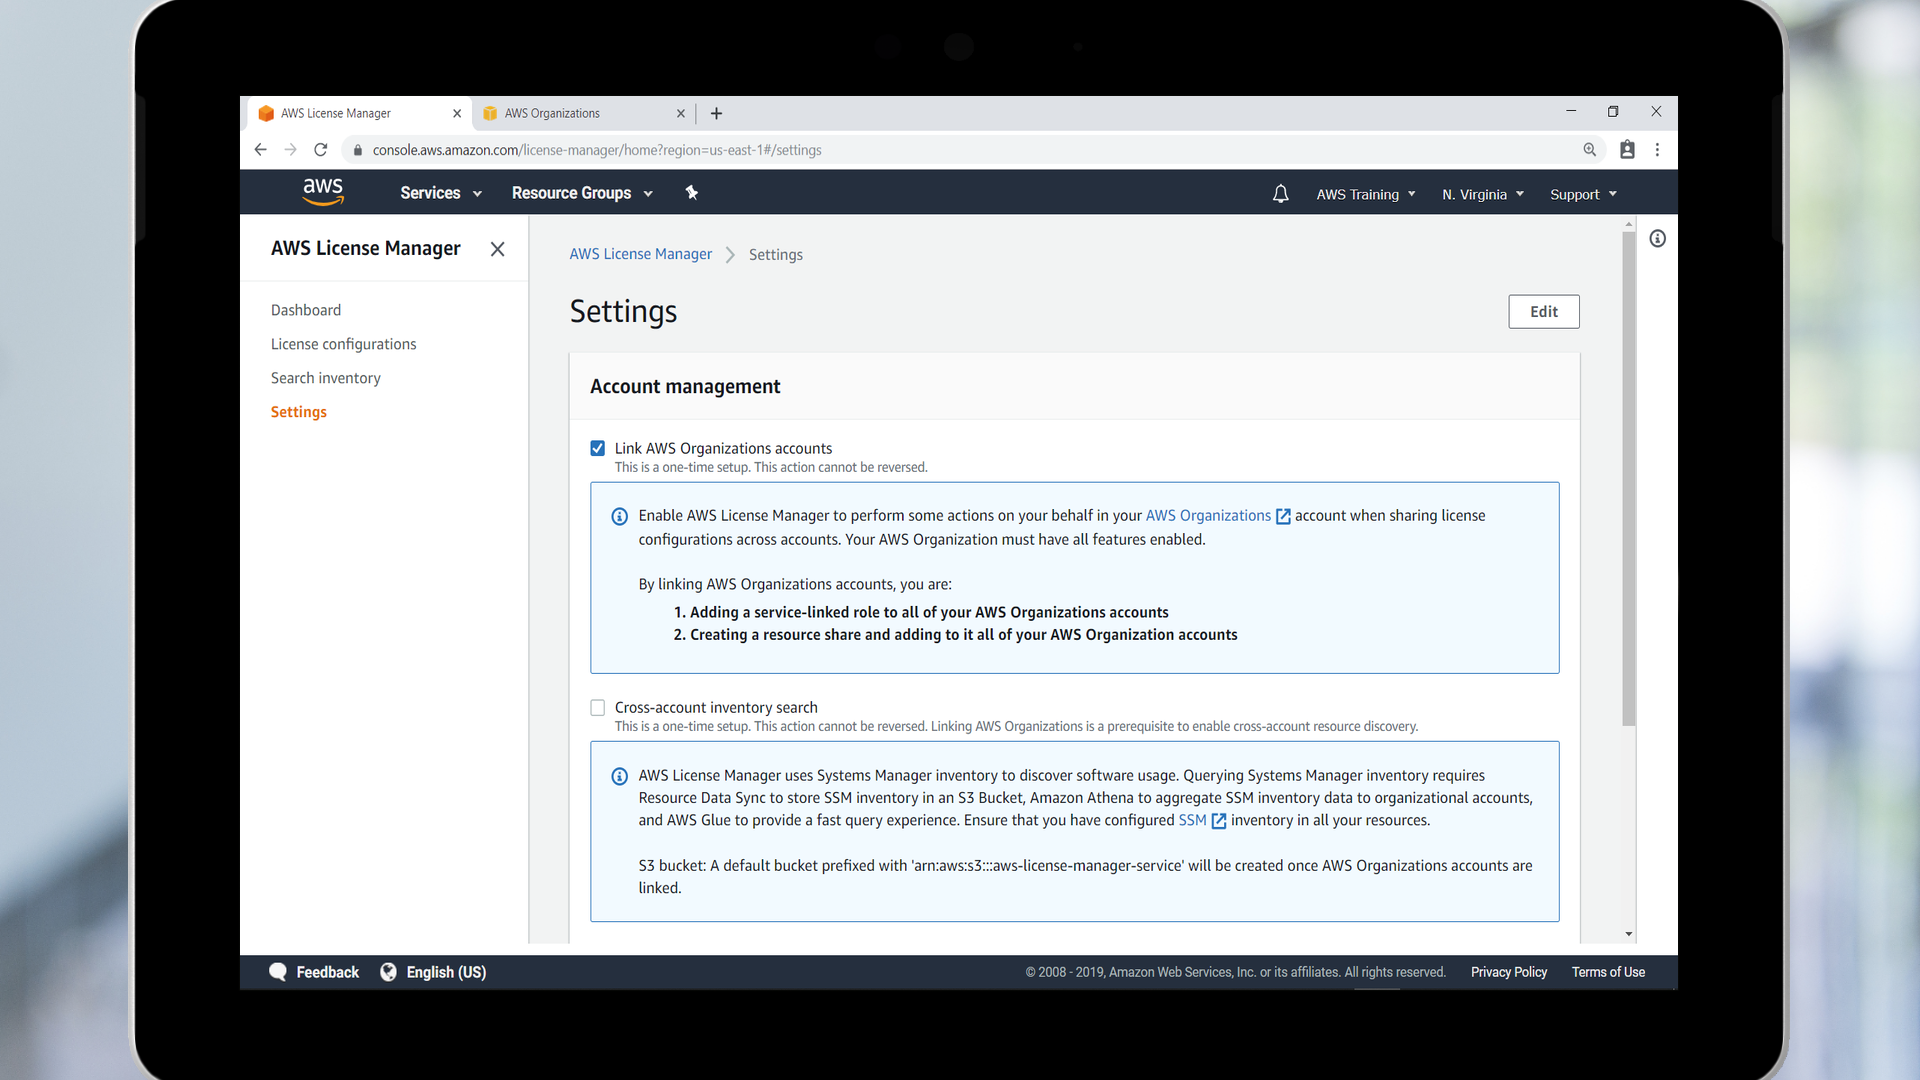 AWS License Manager
AWS Organizations
console.aws.amazon.com/license-manager/home?region=us-east-1#/settings
aws
Services
Resource Groups
AWS Training
N. Virginia
Support
AWS License Manager
Dashboard
License configurations
Search inventory
Settings
AWS License Manager
Settings
Settings
Edit
Account management
Link AWS Organizations accounts
This is a one-time setup. This action cannot be reversed.
Enable AWS License Manager to perform some actions on your behalf in your AWS Organizations account when sharing license
configurations across accounts. Your AWS Organization must have all features enabled.
By linking AWS Organizations accounts, you are:
1. Adding a service-linked role to all of your AWS Organizations accounts
2. Creating a resource share and adding to it all of your AWS Organization accounts
Cross-account inventory search
This is a one-time setup. This action cannot be reversed. Linking AWS Organizations is a prerequisite to enable cross-account resource discovery.
AWS License Manager uses Systems Manager inventory to discover software usage. Querying Systems Manager inventory requires
Resource Data Sync to store SSM inventory in an S3 Bucket, Amazon Athena to aggregate SSM inventory data to organizational accounts,
and AWS Glue to provide a fast query experience. Ensure that you have configured SSM inventory in all your resources.
S3 bucket: A default bucket prefixed with 'arn:aws:s3:::aws-license-manager-service' will be created once AWS Organizations accounts are
linked.
Feedback
English (US)
© 2008 - 2019, Amazon Web Services, Inc. or its affiliates. All rights reserved.
Privacy Policy
Terms of Use